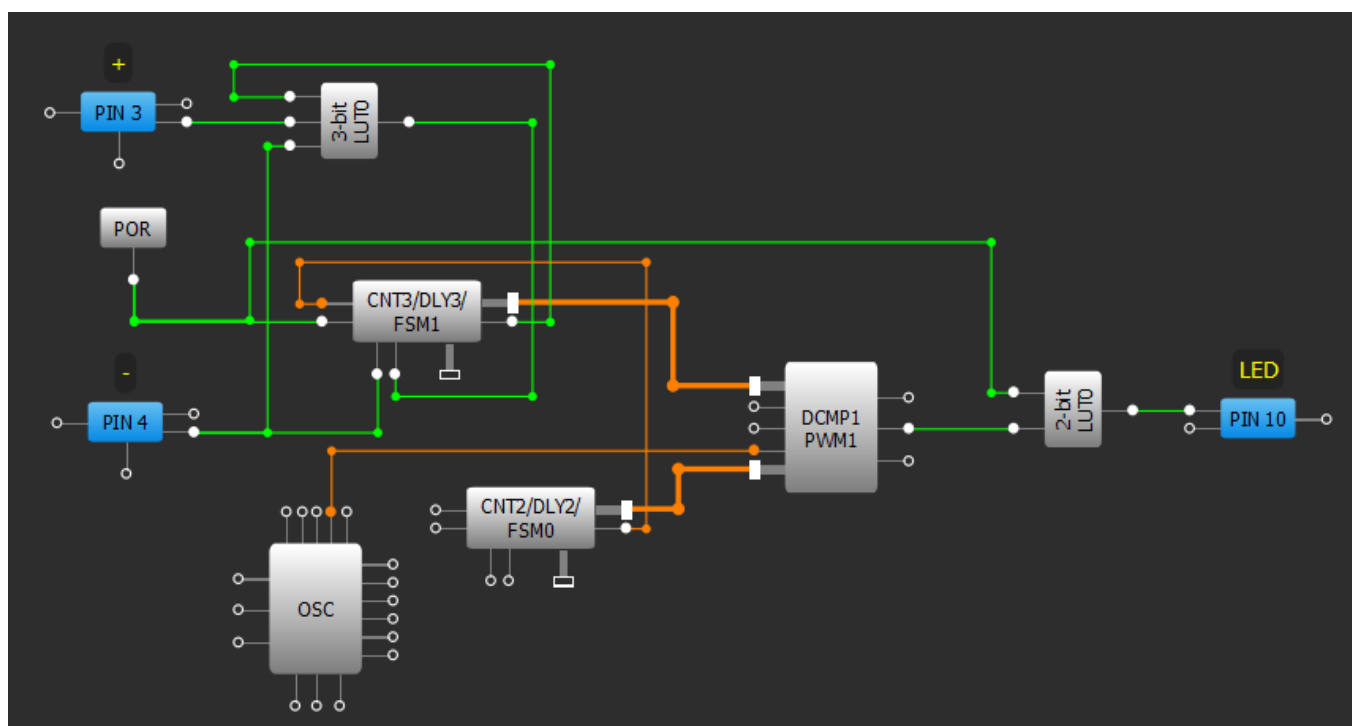 +
PIN 3
3-bit
LUT0
POR
CNT3/DLY3/
FSM1
-
PIN 4
DCMP1
PWM1
2-bit
LUT0
LED
PIN 10
CNT2/DLY2/
FSM0
OSC